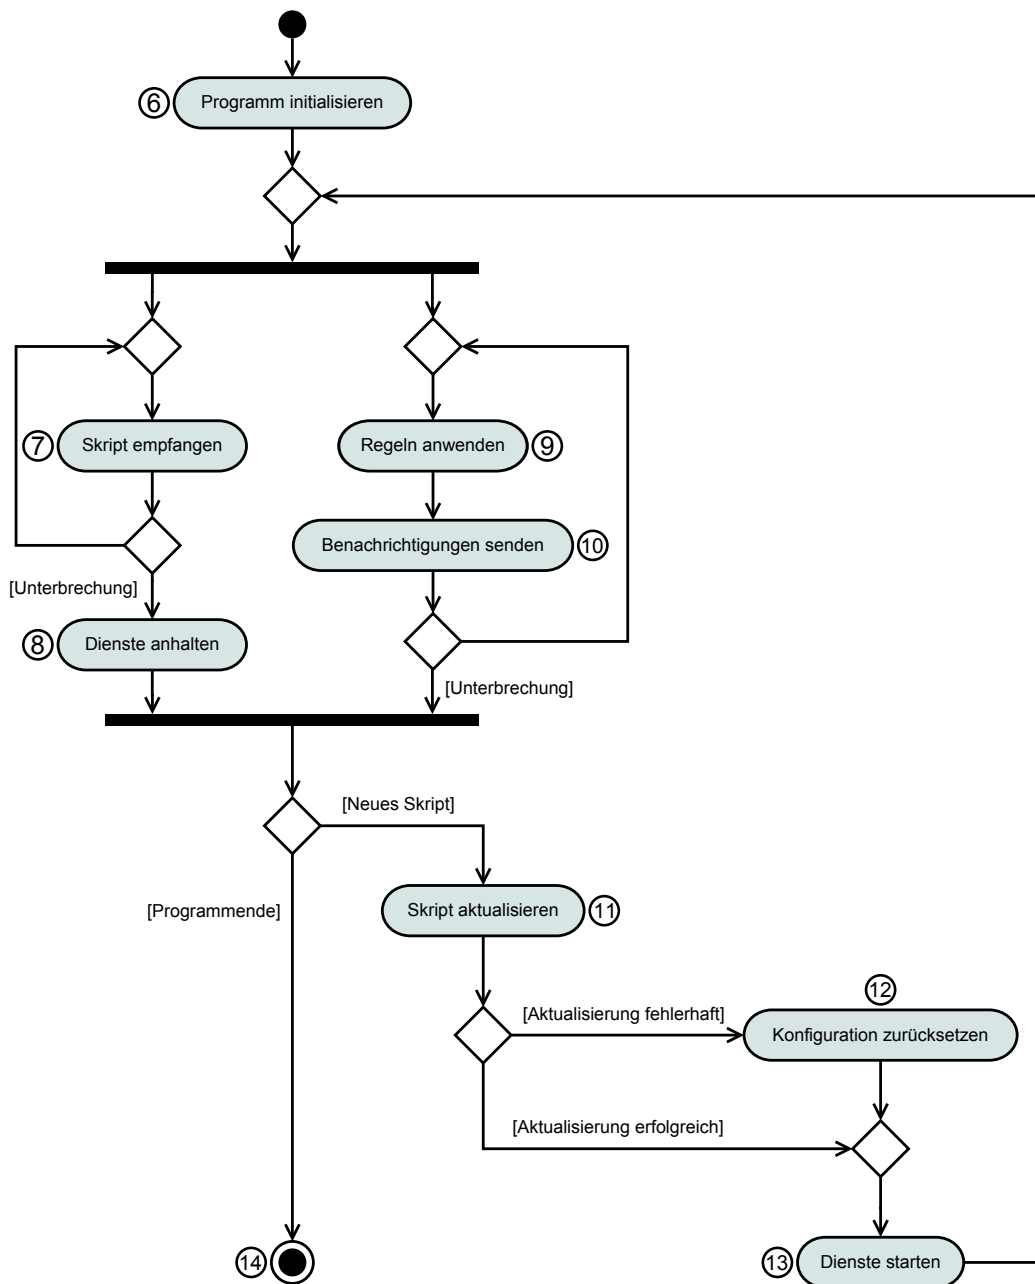 6 Programm initialisieren
7 Skript empfangen
Regeln anwenden 9
Benachrichtigungen senden 10
[Unterbrechung]
8 Dienste anhalten
[Unterbrechung]
[Neues Skript]
[Programmende]
Skript aktualisieren 11
12
[Aktualisierung fehlerhaft]
Konfiguration zurücksetzen
[Aktualisierung erfolgreich]
14
13 Dienste starten